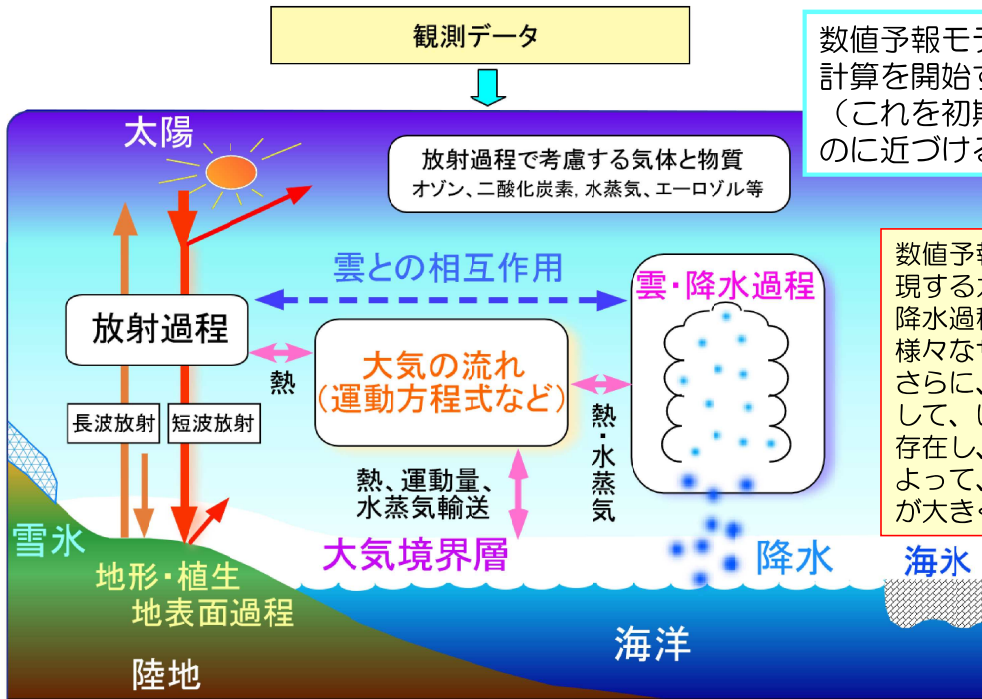 観測データ
数値予報モデ
計算を開始す
（これを初期
のに近づける
太陽
放射過程で考慮する気体と物質
オゾン、二酸化炭素, 水蒸気、エーロゾル等
雲との相互作用
雲・降水過程
数値予報
現する
降水過程
様々な
さらに、
して、
存在し、
よって、
が大き
放射過程
熱
大気の流れ
（運動方程式など）
熱・水蒸気
長波放射
短波放射
熱、運動量、
水蒸気輸送
雪氷
大気境界層
降水
海氷
地形・植生
地表面過程
海洋
陸地